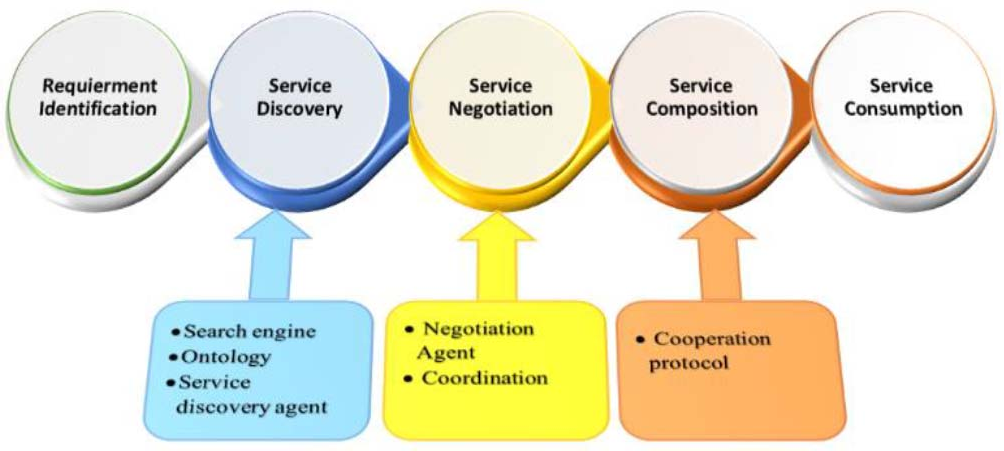 Requierment
Identification
Service
Discovery
Service
Negotiation
Service
Composition
Service
Consumption
• Search engine
• Ontology
• Service
discovery agent
• Negotiation
Agent
• Coordination
• Cooperation
protocol